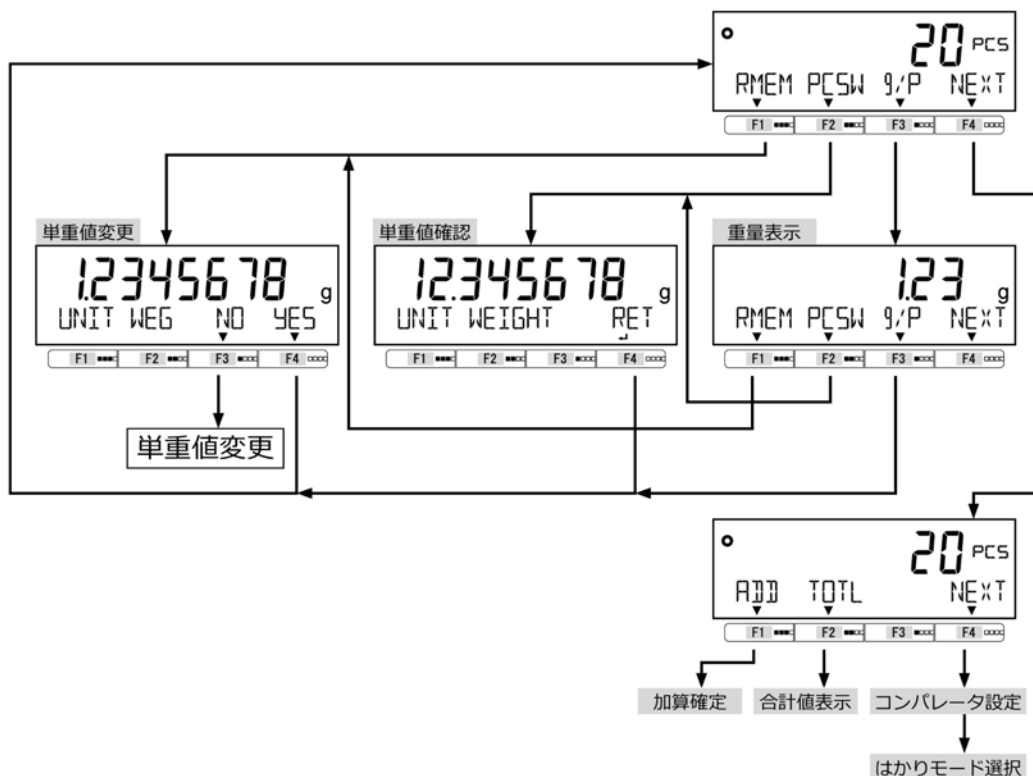 20 PCS
RMEM PCSW g/P NEXT
F1 F2 F3 F4
単重値変更
1.2345678 g
UNIT WEG NO YES
F1 F2 F3 F4
単重値変更
単重値確認
12.345678 g
UNIT WEIGHT RET
F1 F2 F3 F4
重量表示
1.23 g
RMEM PCSW g/P NEXT
F1 F2 F3 F4
20 PCS
ADD TOTL NEXT
F1 F2 F3 F4
加算確定 合計値表示 コンパレータ設定
はかりモード選択